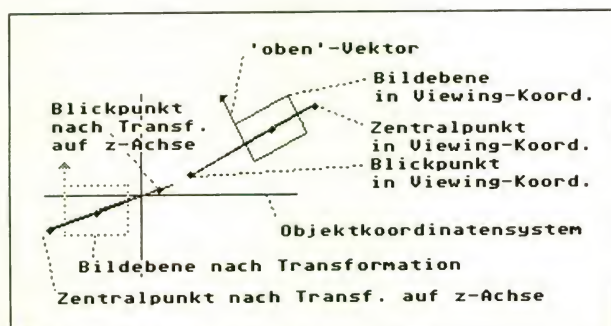 'oben'-Vektor
Bildebene
in Viewing-Koord.
Blickpunkt
nach Transf.
auf z-Achse
Zentralpunkt
in Viewing-Koord.
Blickpunkt
in Viewing-Koord.
Objektkoordinatensystem
Bildebene nach Transformation
Zentralpunkt nach Transf. auf z-Achse